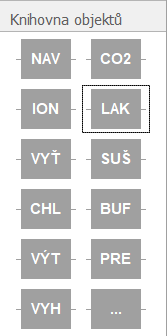 Knihovna objektů
NAV CO2
ION LAK
VYŤ SUŠ
CHL BUF
VÝT PRE
VYH ...